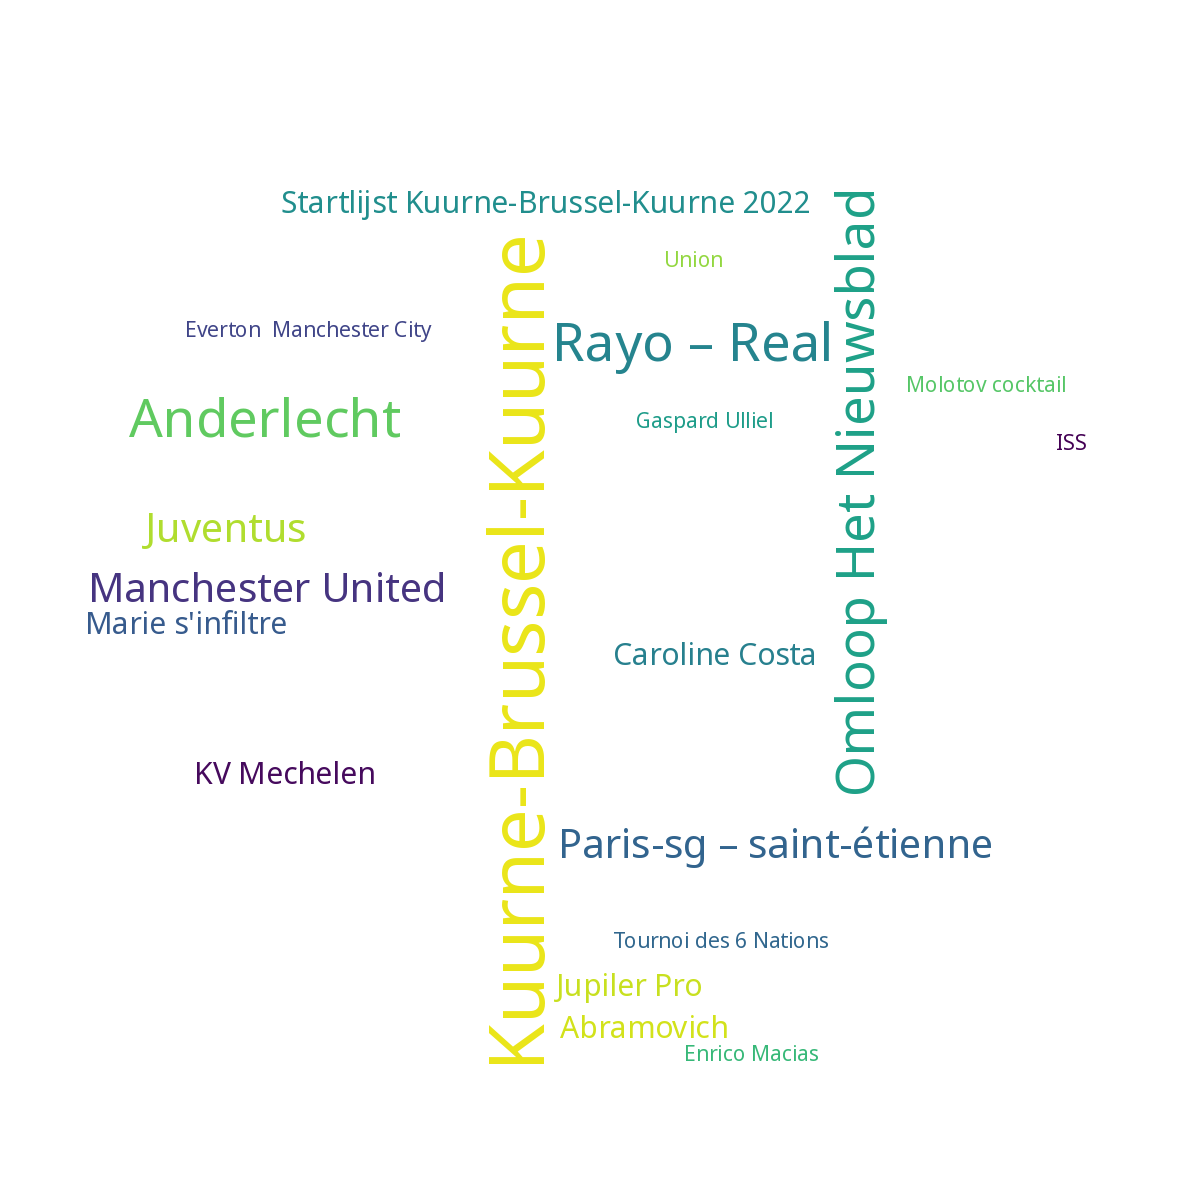 Startlijst Kuurne-Brussel-Kuurne 2022
Union
Everton  Manchester City
Rayo – Real
Molotov cocktail
Anderlecht
Gaspard Ulliel
ISS
Omloop Het Nieuwsblad
Juventus
Manchester United
Marie s'infiltre
Kuurne-Brussel-Kuurne
Caroline Costa
KV Mechelen
Paris-sg – saint-étienne
Tournoi des 6 Nations
Jupiler Pro
Abramovich
Enrico Macias